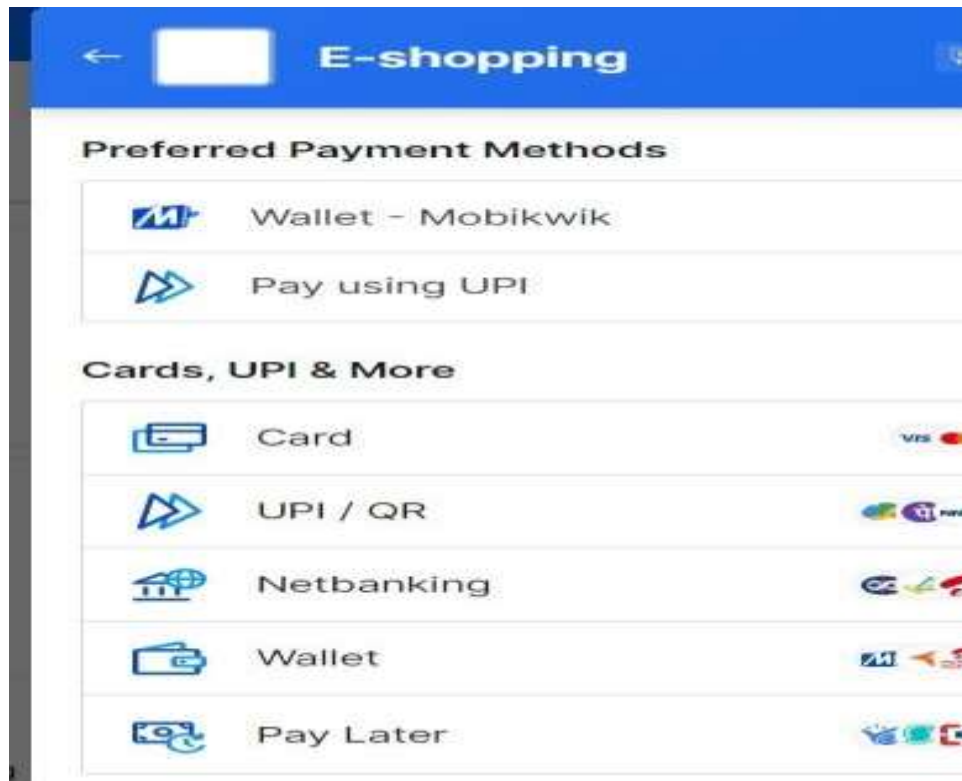 E-shopping
Preferred Payment Methods
Wallet - Mobikwik
Pay using UPI
Cards, UPI & More
Card
UPI / QR
पे
Netbanking
Wallet
Pay Later